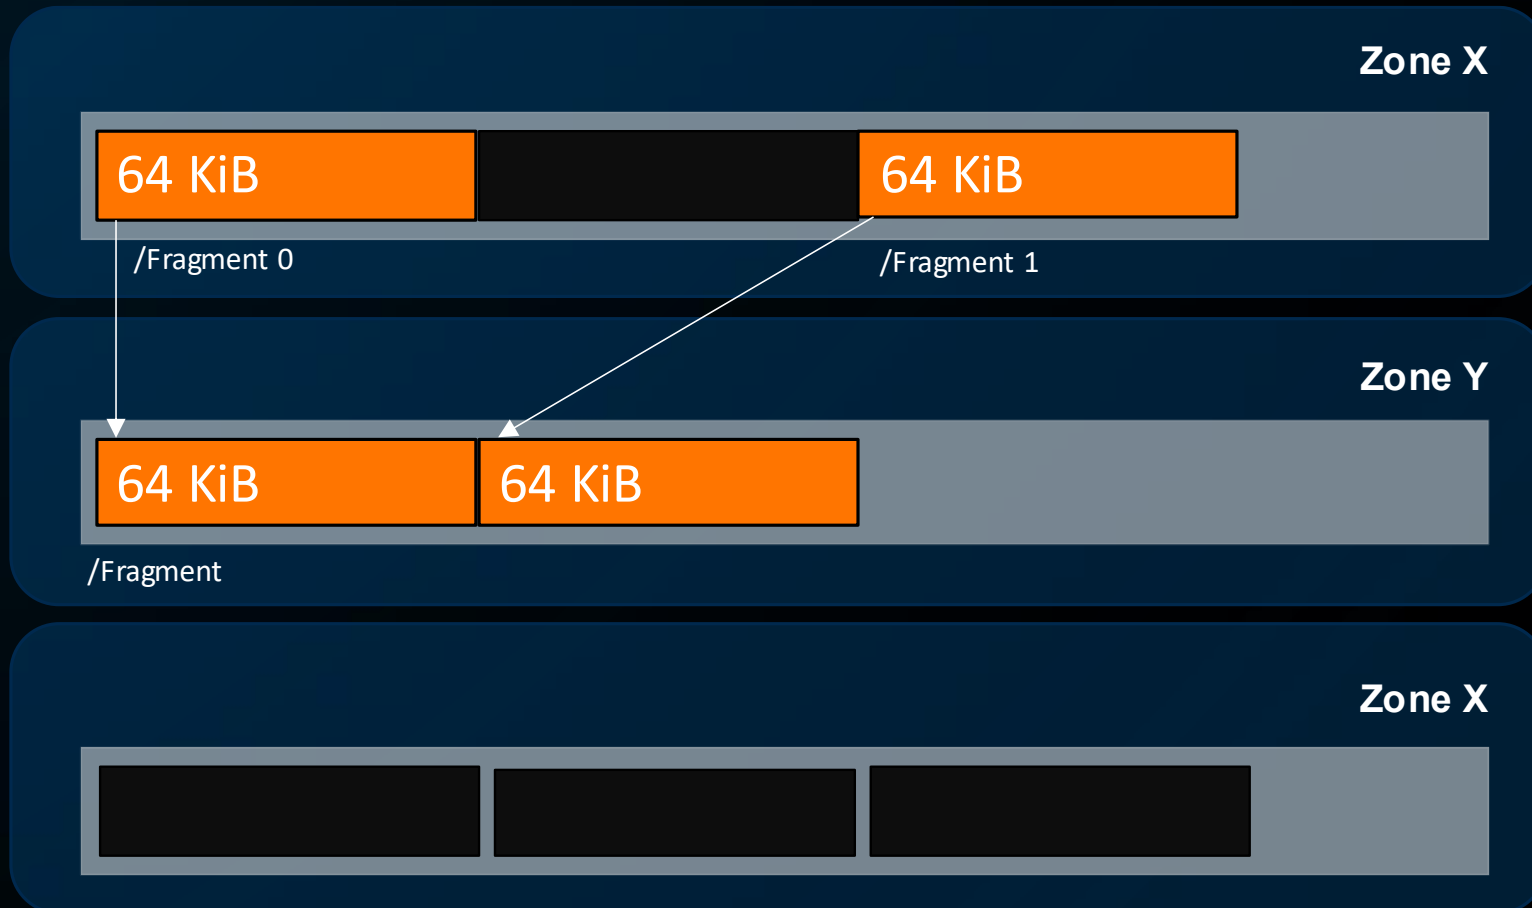 Zone X
64 KiB
64 KiB
/Fragment 0
/Fragment 1
Zone Y
64 KiB
64 KiB
/Fragment
Zone X